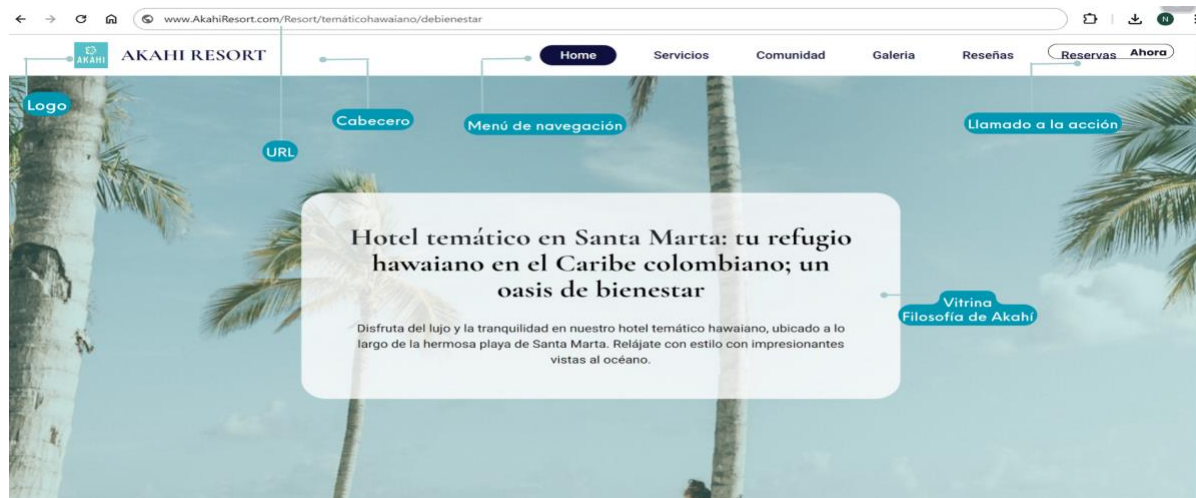 www.AkahiResort.com/Resort/temáticohawaiano/debienestar
N
AKAHI
AKAHI RESORT
Home
Servicios
Comunidad
Galeria
Reseñas
Reservas Ahora
Logo
Cabecero
Menú de navegación
Llamado a la acción
URL
Hotel temático en Santa Marta: tu refugio
hawaiano en el Caribe colombiano; un
oasis de bienestar
Vitrina
Filosofía de Akahí
Disfruta del lujo y la tranquilidad en nuestro hotel temático hawaiano, ubicado a lo
largo de la hermosa playa de Santa Marta. Relájate con estilo con impresionantes
vistas al océano.